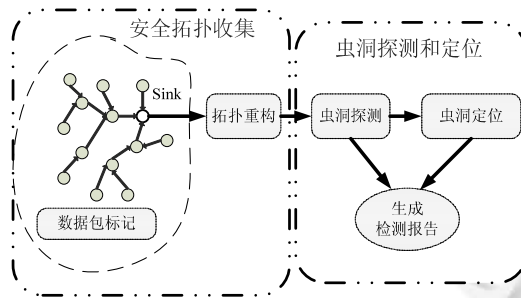 安全拓扑收集
虫洞探测和定位
Sink
拓扑重构
虫洞探测
虫洞定位
数据包标记
生成
检测报告